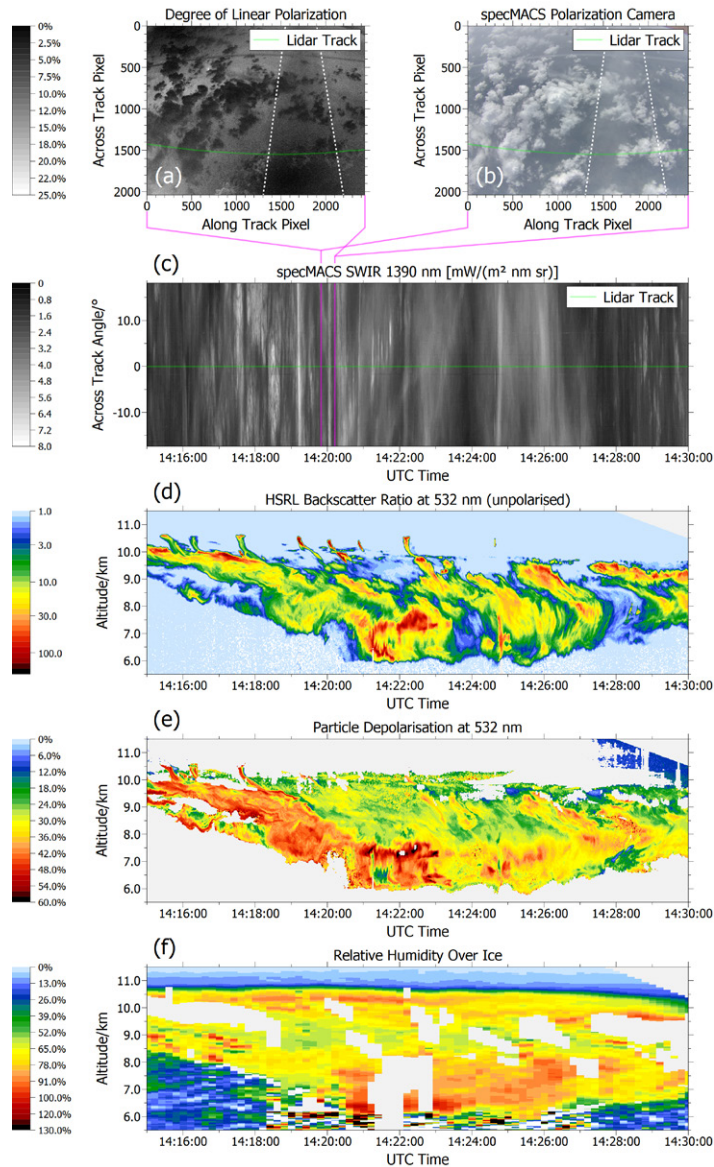 Degree of Linear Polarization
specMACS Polarization Camera
0%
2.5%
5.0%
7.5%
10.0%
12.5%
15.0%
17.5%
20.0%
22.5%
25.0%
Across Track Pixel
0
500
1000
1500
2000
Lidar Track
(a)
0 500 1000 1500 2000
Along Track Pixel
Across Track Pixel
0
500
1000
1500
2000
Lidar Track
(b)
0 500 1000 1500 2000
Along Track Pixel
(c)
specMACS SWIR 1390 nm [mW/(m² nm sr)]
0
0.8
1.6
2.4
3.2
4.0
4.8
5.6
6.4
7.2
8.0
Across Track Angle/°
10.0
0
-10.0
Lidar Track
14:16:00 14:18:00 14:20:00 14:22:00 14:24:00 14:26:00 14:28:00 14:30:00
UTC Time
(d)
HSRL Backscatter Ratio at 532 nm (unpolarised)
1.0
3.0
10.0
30.0
100.0
Altitude/km
11.0
10.0
9.0
8.0
7.0
6.0
14:16:00 14:18:00 14:20:00 14:22:00 14:24:00 14:26:00 14:28:00 14:30:00
UTC Time
(e)
Particle Depolarisation at 532 nm
0%
6.0%
12.0%
18.0%
24.0%
30.0%
36.0%
42.0%
48.0%
54.0%
60.0%
Altitude/km
11.0
10.0
9.0
8.0
7.0
6.0
14:16:00 14:18:00 14:20:00 14:22:00 14:24:00 14:26:00 14:28:00 14:30:00
UTC Time
(f)
Relative Humidity Over Ice
0%
13.0%
26.0%
39.0%
52.0%
65.0%
78.0%
91.0%
104.0%
117.0%
130.0%
Altitude/km
11.0
10.0
9.0
8.0
7.0
6.0
14:16:00 14:18:00 14:20:00 14:22:00 14:24:00 14:26:00 14:28:00 14:30:00
UTC Time